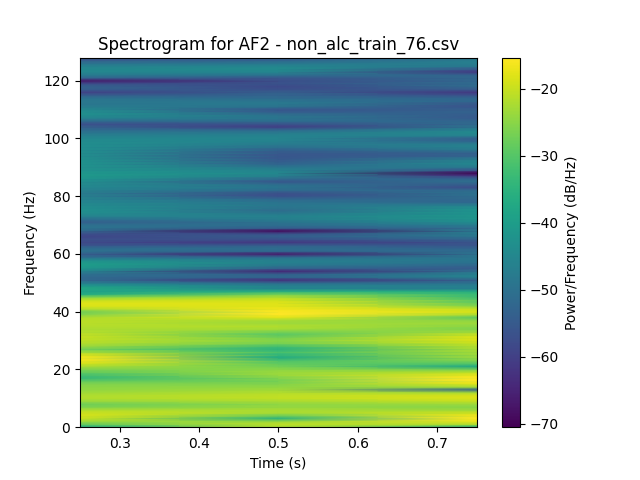 Spectrogram for AF2 - non_alc_train_76.csv
120
100
80
60
40
20
0
Frequency (Hz)
0.3 0.4 0.5 0.6 0.7
Time (s)
−20
−30
−40
−50
−60
−70
Power/Frequency (dB/Hz)